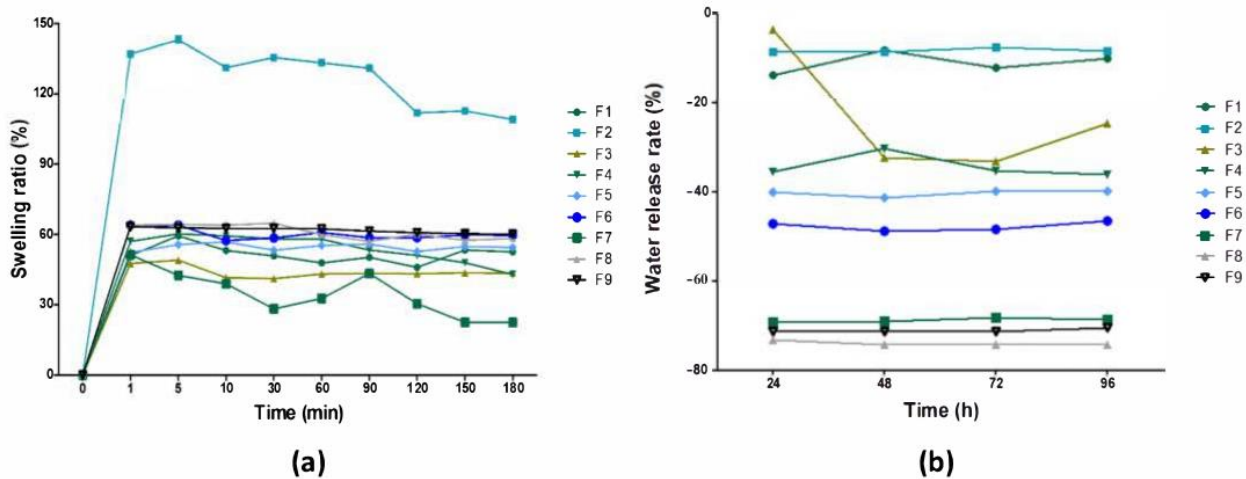 Swelling ratio (%)
150
120
90
60
30
0
0 1 5 10 30 60 90 120 150 180
Time (min)
F1
F2
F3
F4
F5
F6
F7
F8
F9
(a)
Water release rate (%)
0
-20
-40
-60
-80
24 48 72 96
Time (h)
F1
F2
F3
F4
F5
F6
F7
F8
F9
(b)